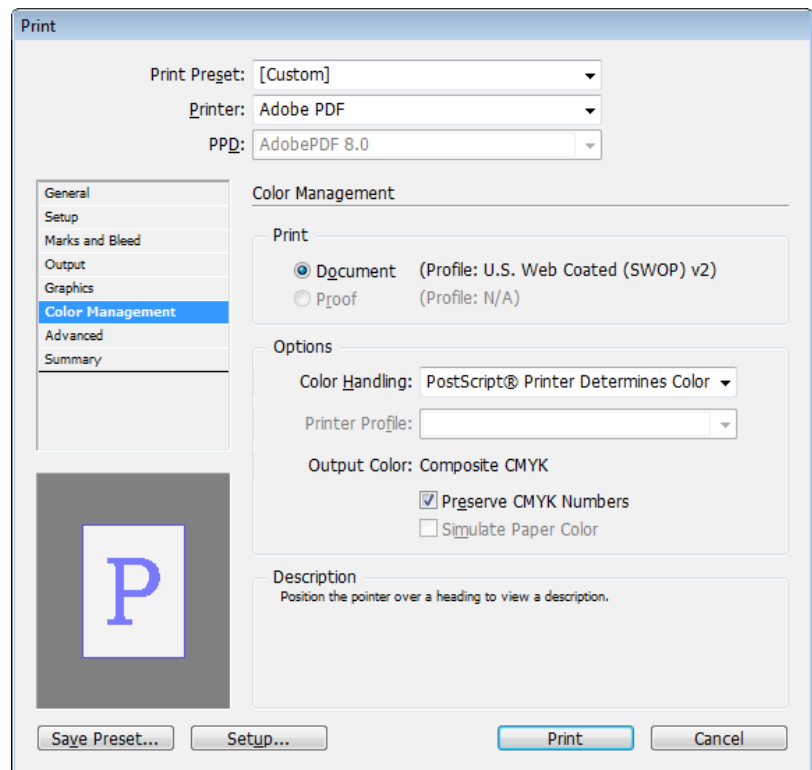 Print
Print Preset: [Custom]
Printer: Adobe PDF
PPD: AdobePDF 8.0
General
Setup
Marks and Bleed
Output
Graphics
Color Management
Advanced
Summary
Color Management
Print
Document (Profile: U.S. Web Coated (SWOP) v2)
Proof (Profile: N/A)
Options
Color Handling: PostScript® Printer Determines Color
Printer Profile:
Output Color: Composite CMYK
Preserve CMYK Numbers
Simulate Paper Color
P
Description
Position the pointer over a heading to view a description.
Save Preset... Setup... Print Cancel